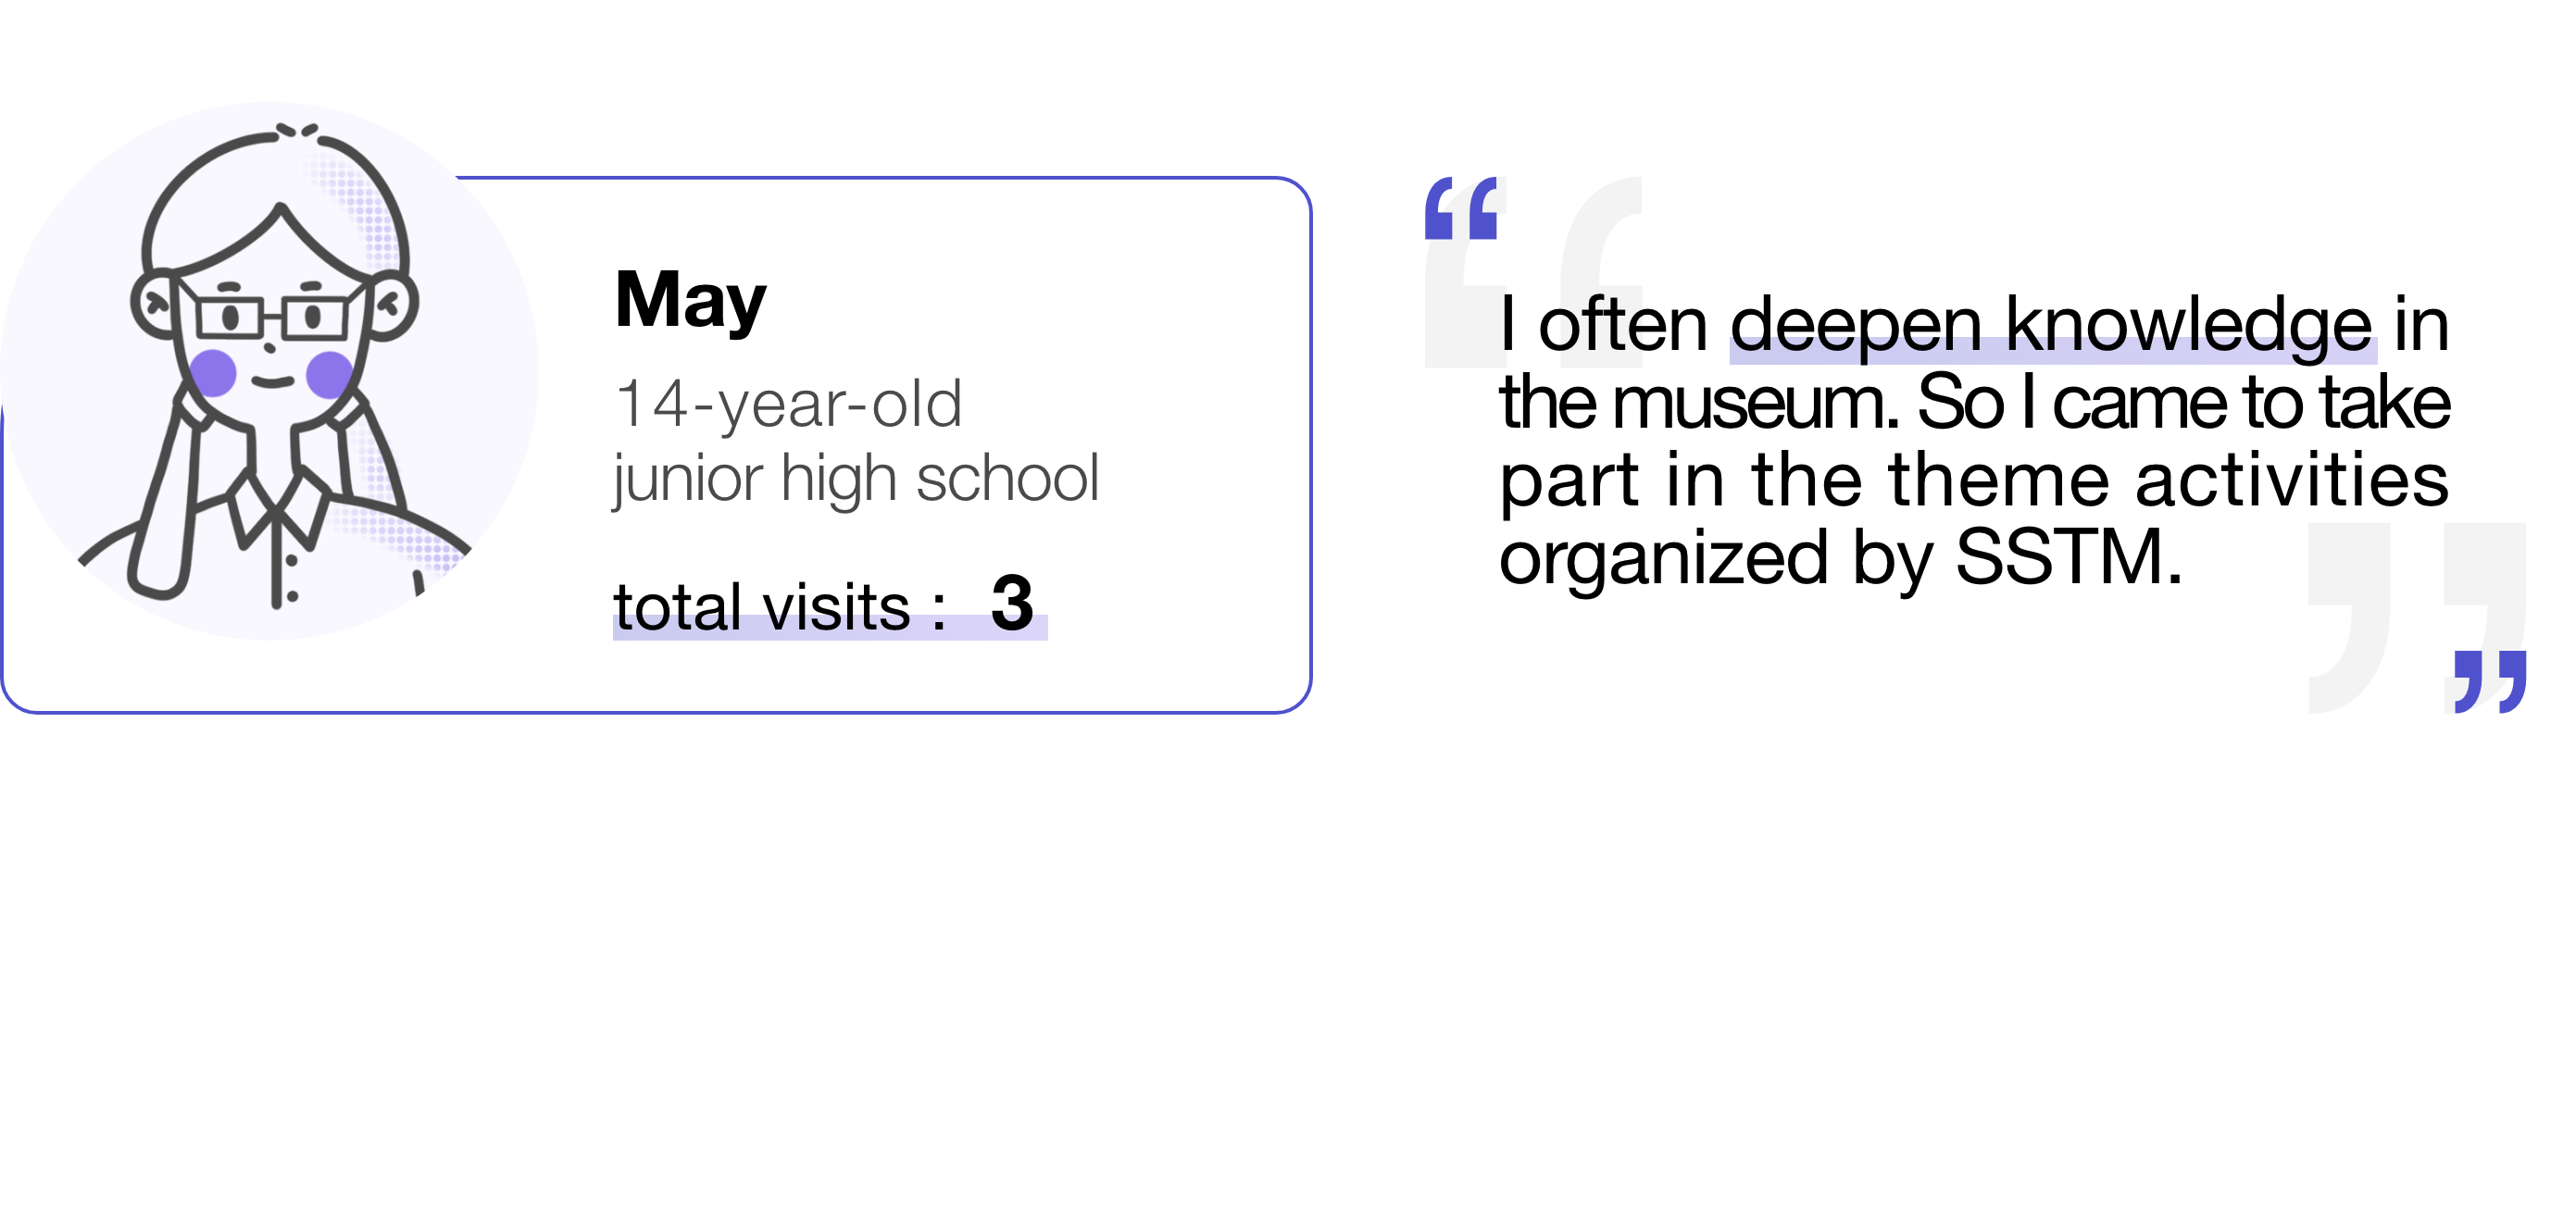 May
14-year-old
junior high school
total visits : 3
“
I often deepen knowledge in
the museum. So I came to take
part in the theme activities
organized by SSTM.
”